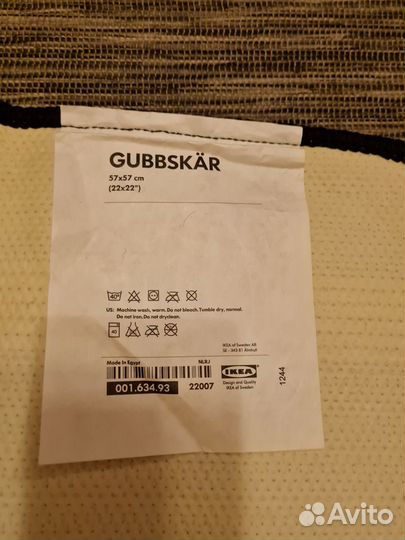 GUBBSKÄR
57x57 cm
(22x22")
40°
US: Machine wash, warm. Do not bleach. Tumble dry, normal.
Do not iron. Do not dryclean.
40
IKEA of Sweden AB
SE - 343 81 Älmhult
Made in Egypt NLRJ
001.634.93 22007
IKEA
Design and Quality
IKEA of Sweden
1244
Avito